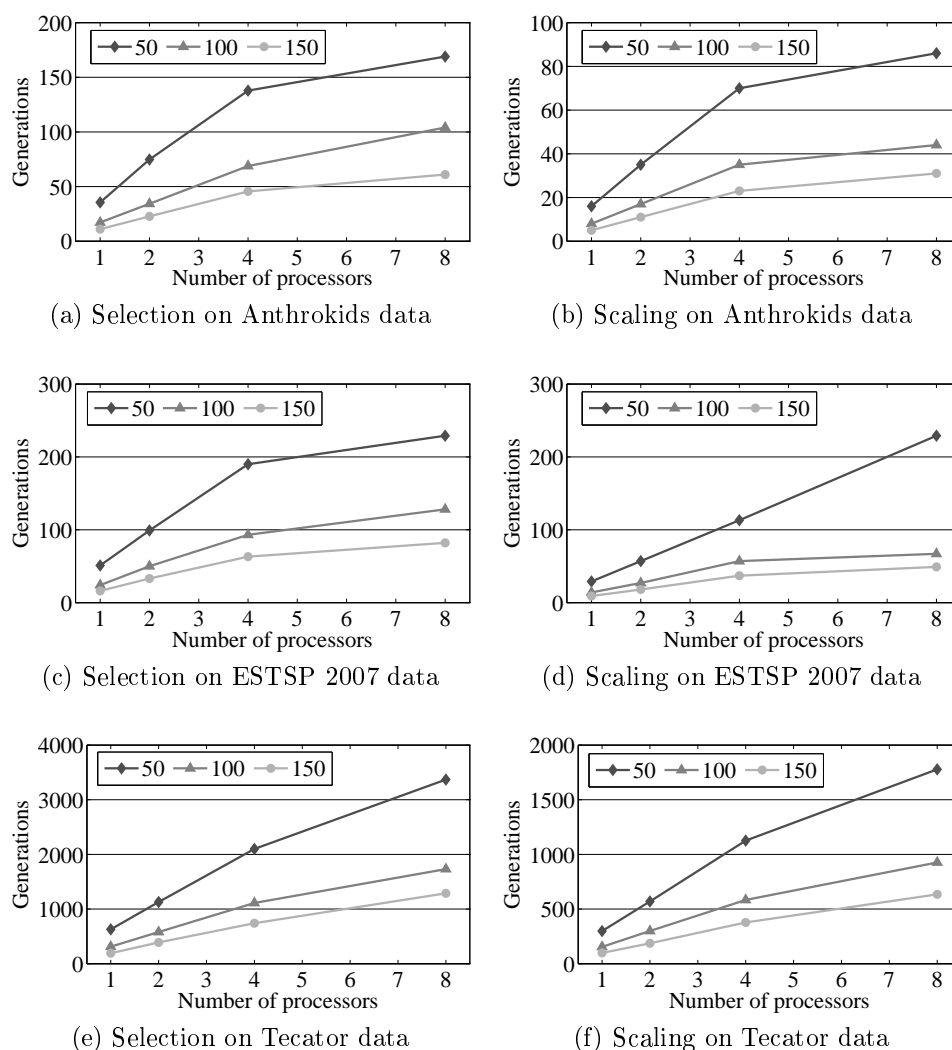 200
150
100
50
0
Generations
50 100 150
1 2 3 4 5 6 7 8
Number of processors
(a) Selection on Anthrokids data
100
80
60
40
20
0
Generations
50 100 150
1 2 3 4 5 6 7 8
Number of processors
(b) Scaling on Anthrokids data
300
200
100
0
Generations
50 100 150
1 2 3 4 5 6 7 8
Number of processors
(c) Selection on ESTSP 2007 data
300
200
100
0
Generations
50 100 150
1 2 3 4 5 6 7 8
Number of processors
(d) Scaling on ESTSP 2007 data
4000
3000
2000
1000
0
Generations
50 100 150
1 2 3 4 5 6 7 8
Number of processors
(e) Selection on Tecator data
2000
1500
1000
500
0
Generations
50 100 150
1 2 3 4 5 6 7 8
Number of processors
(f) Scaling on Tecator data